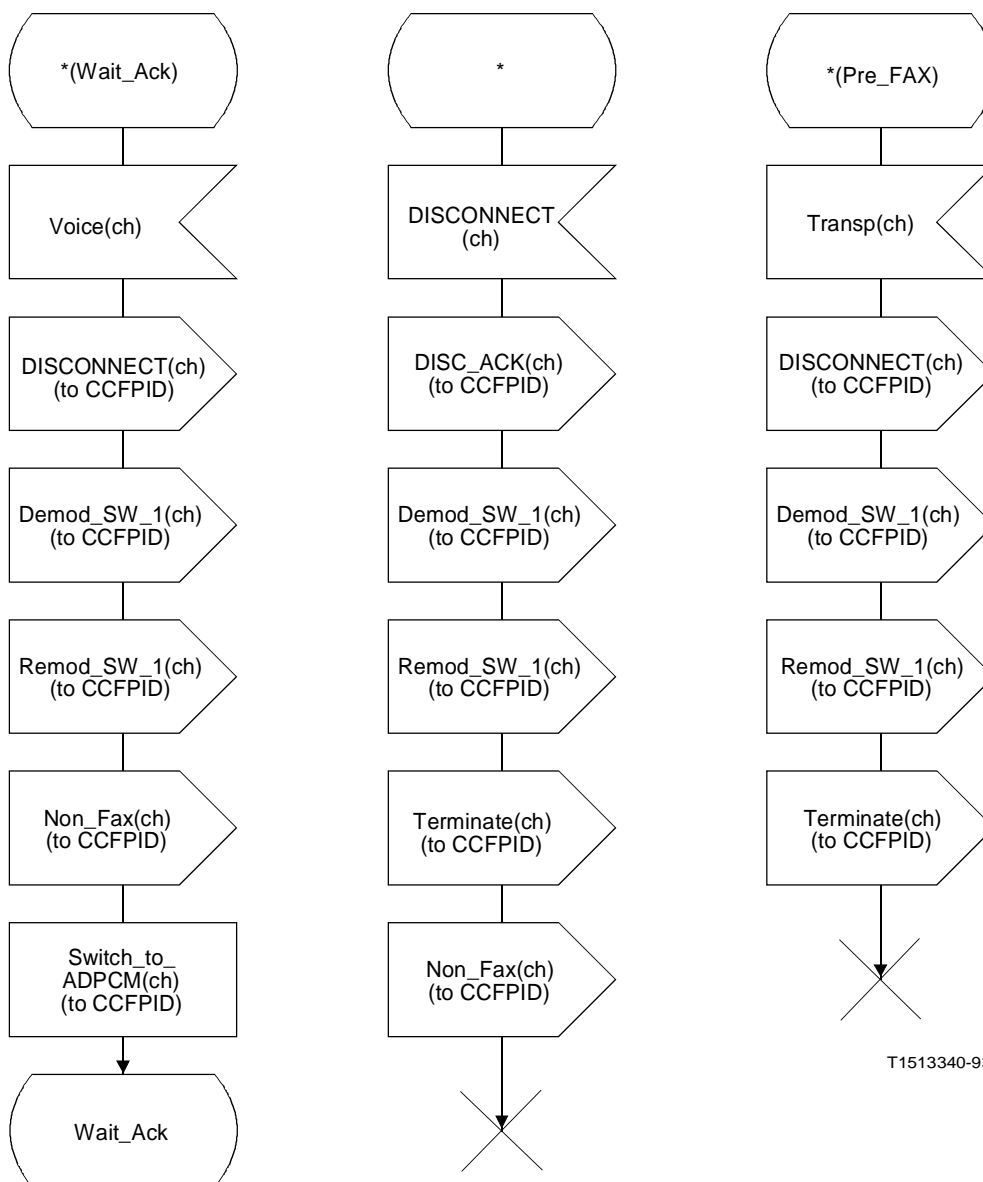 *(Wait_Ack)
Voice(ch)
DISCONNECT(ch)
(to CCFPID)
Demod_SW_1(ch)
(to CCFPID)
Remod_SW_1(ch)
(to CCFPID)
Non_Fax(ch)
(to CCFPID)
Switch_to_
ADPCM(ch)
(to CCFPID)
Wait_Ack
*
DISCONNECT
(ch)
DISC_ACK(ch)
(to CCFPID)
Demod_SW_1(ch)
(to CCFPID)
Remod_SW_1(ch)
(to CCFPID)
Terminate(ch)
(to CCFPID)
Non_Fax(ch)
(to CCFPID)
*(Pre_FAX)
Transp(ch)
DISCONNECT(ch)
(to CCFPID)
Demod_SW_1(ch)
(to CCFPID)
Remod_SW_1(ch)
(to CCFPID)
Terminate(ch)
(to CCFPID)